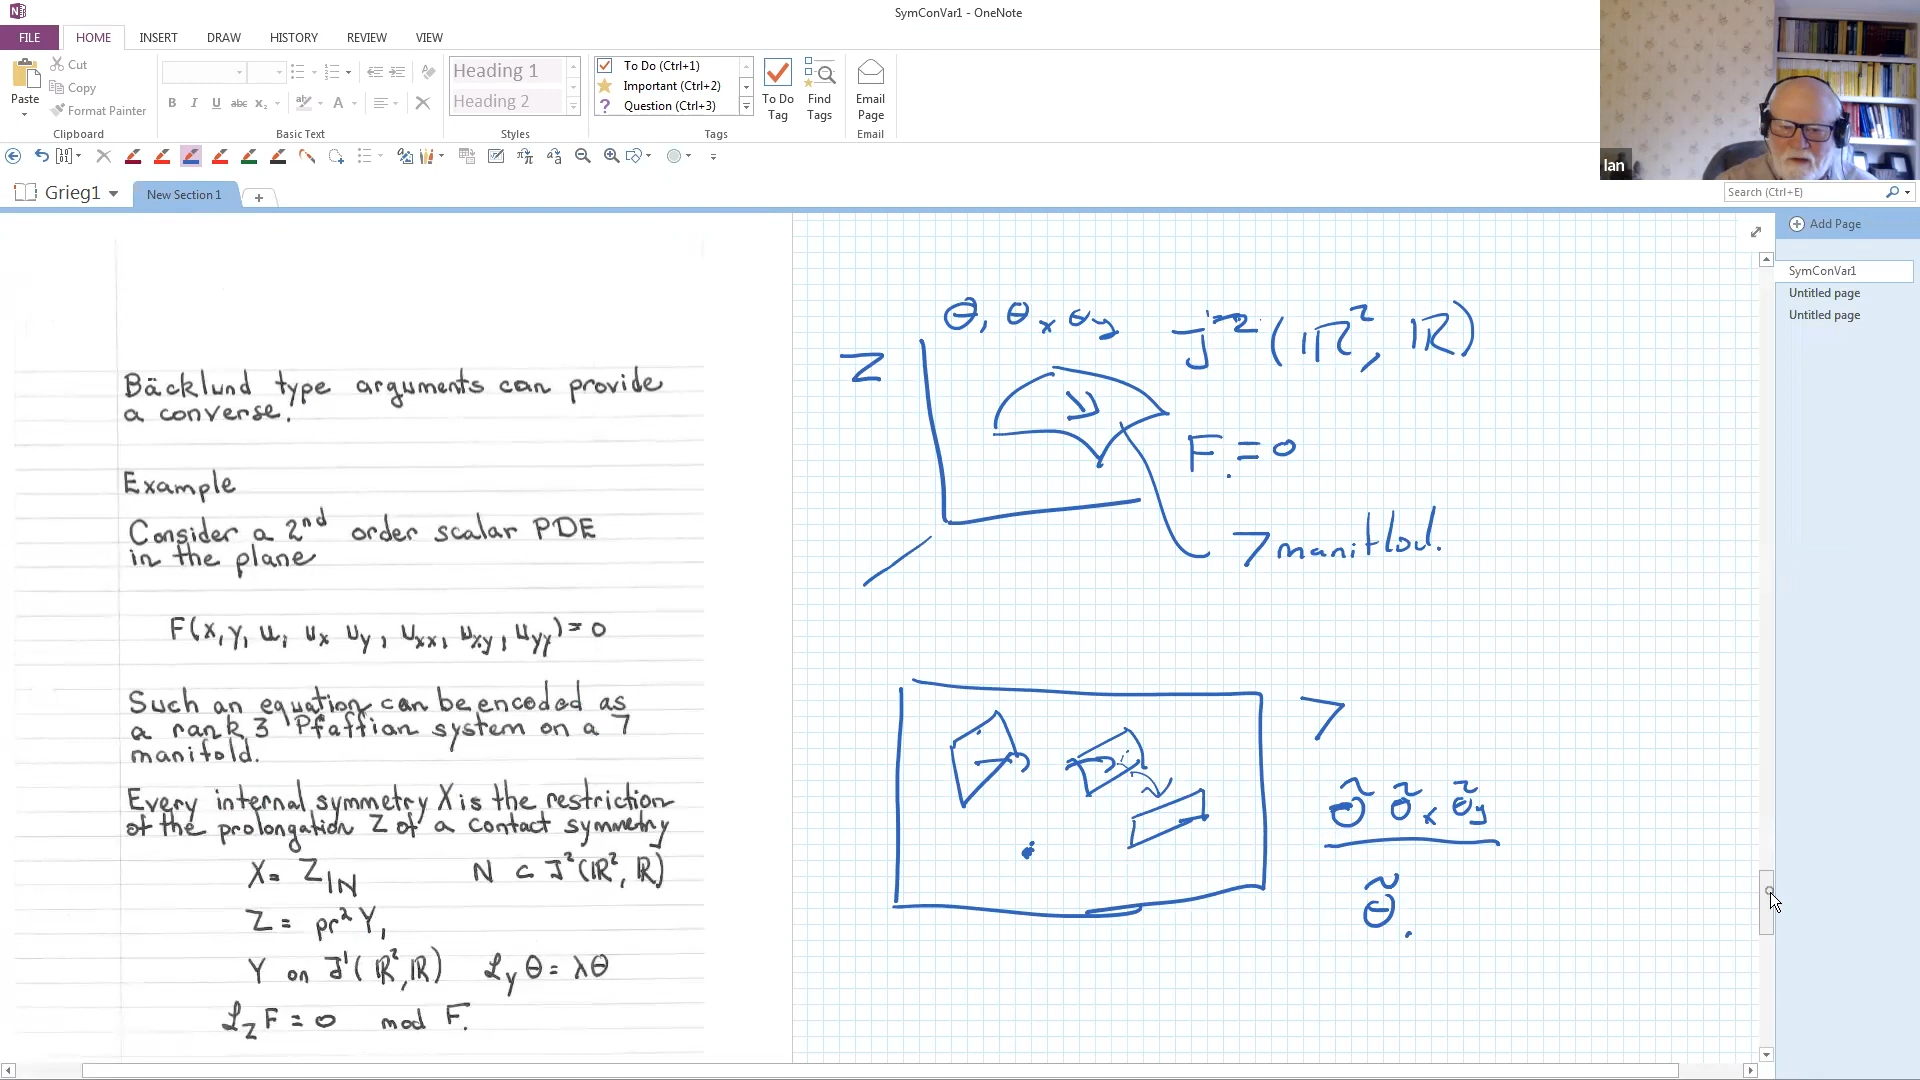 SymConVar1 - OneNote
FILE HOME INSERT DRAW HISTORY REVIEW VIEW
Paste
Cut
Copy
Format Painter
Clipboard
B I U abc x₂ A
Basic Text
Heading 1
Heading 2
Styles
To Do (Ctrl+1)
Important (Ctrl+2)
Question (Ctrl+3)
Tags
To Do Tag
Find Tags
Email Page
Email
Ian
Grieg1
New Section 1
Search (Ctrl+E)
Add Page
SymConVar1
Untitled page
Untitled page
Bäcklund type arguments can provide
a converse.
Example
Consider a 2nd order scalar PDE
in the plane
F(x, y, u, ux uy, uxx, uxy, uyy) = 0
Such an equation can be encoded as
a rank 3 Pfaffian system on a 7
manifold.
Every internal symmetry X is the restriction
of the prolongation Z of a contact symmetry
X = Z|N N ⊂ J²(R², R)
Z = pr² Y,
Y on J¹(R², R) ℒ_Y θ = λθ
ℒ_Z F = 0 mod F.
θ, θx θy J²(R², R)
Z
F = 0
7 manifold.
7
θ̃ θ̃x θ̃y
θ̃.